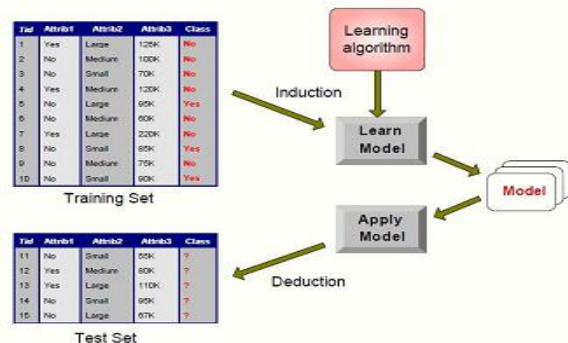 Tid Attrib1 Attrib2 Attrib3 Class
1 Yes Large 125K No
2 No Medium 100K No
3 No Small 70K No
4 Yes Medium 120K No
5 No Large 95K Yes
6 No Medium 60K No
7 Yes Large 220K No
8 No Small 85K Yes
9 No Medium 75K No
10 No Small 90K Yes
Training Set
Learning
algorithm
Induction
Learn
Model
Model
Apply
Model
Deduction
Tid Attrib1 Attrib2 Attrib3 Class
11 No Small 55K ?
12 Yes Medium 80K ?
13 Yes Large 110K ?
14 No Small 95K ?
15 No Large 67K ?
Test Set